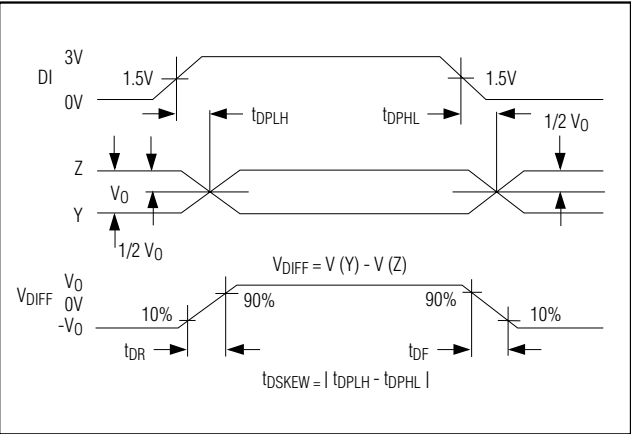 3V
DI
1.5V
1.5V
0V
tDPLH
tDPHL
1/2 VO
Z
VO
Y
1/2 VO
VDIFF = V (Y) - V (Z)
VO
VDIFF
0V
-VO
10%
90%
90%
10%
tDR
tDF
tDSKEW = | tDPLH - tDPHL |